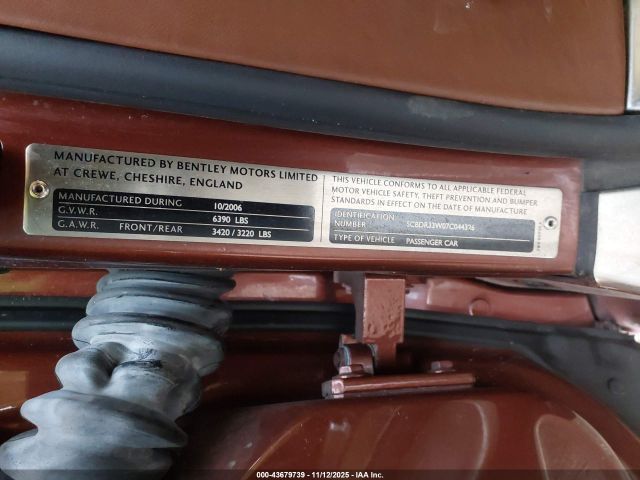 MANUFACTURED BY BENTLEY MOTORS LIMITED
AT CREWE, CHESHIRE, ENGLAND
MANUFACTURED DURING 10/2006
G.V.W.R. 6390 LBS
G.A.W.R. FRONT/REAR 3420 / 3220 LBS
THIS VEHICLE CONFORMS TO ALL APPLICABLE FEDERAL
MOTOR VEHICLE SAFETY, THEFT PREVENTION AND BUMPER
STANDARDS IN EFFECT ON THE DATE OF MANUFACTURE
IDENTIFICATION
NUMBER SCBDR33W07C044376
TYPE OF VEHICLE PASSENGER CAR
000-43679739 - 11/12/2025 - IAA Inc.